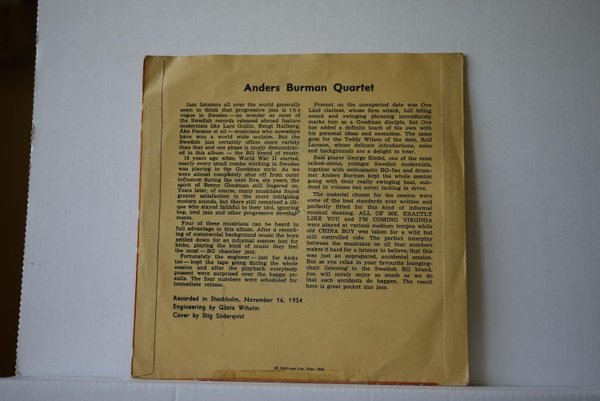 Anders Burman Quartet
Jazz listeners all over the world generally
seem to think that progressive jazz is the
vogue in Sweden — no wonder as most of
the Swedish records released abroad feature
modernists like Lars Gullin, Bengt Hallberg,
Åke Persson et all — musicians who nowadays
have won a world wide acclaim. But the
Swedish jazz certainly offers more variety
than that and one phase is nicely demonstrat-
ed in this album — the BG brand of music.
15 years ago when World War II started,
nearly every small combo working in Sweden
was playing in the Goodman style. As we
were almost completely shut off from outer
influence during the next five, six years, the
spirit of Benny Goodman still lingered on.
Years later, of course, many musicians found
greater satisfaction in the more intriguing
modern sounds, but there still remained a cli-
que who stayed faithful to their idol, ignoring
bop, cool jazz and other progressive develop-
ments.
Four of these musicians can be heard to
full advantage in this album. After a record-
ing of commercial background music the boys
settled down for an informal session just for
kicks, playing the kind of music they feel
the most — BG chamber jazz.
Fortunately the engineer — just for kicks
too — kept the tape going during the whole
session and after the playback everybody
present were surprised over the happy re-
sults. The four numbers were scheduled for
immediate release.
Recorded in Stockholm, November 16, 1954
Engineering by Gösta Wiholm
Cover by Stig Söderqvist
Present on the unexpected date was Ove
Lind clarinet, whose firm attack, full biting
sound and swinging phrasing immediately
marks him as a Goodman disciple, but Ove
has added a definite touch of his own with
his personal ideas and execution. The same
goes for the Teddy Wilson of the date, Rolf
Larsson, whose delicate introductions, solos
and backgrounds are a delight to hear.
Bass player George Riedel, one of the most
talked-about, younger Swedish modernists,
together with enthusiastic BG-fan and drum-
mer Anders Burman kept the whole session
going with their really swinging beat, sub-
dued in volume but never lacking in drive.
The material chosen for the session were
some of the best standards ever written and
perfectly fitted for this kind of informal
musical meeting. ALL OF ME, EXACTLY
LIKE YOU and I'M COMING VIRGINIA
were played at various medium tempos while
old CHINA BOY was taken for a wild but
still controlled ride. The perfect interplay
between the musicians on all four numbers
makes it hard for a listener to believe, that this
was just an unprepared, accidental session.
But as you relax in your favourite lounging-
chair listening to the Swedish BG brand,
you will surely enjoy as much as we do
that such accidents do happen. The result
here is great pocket size jazz.